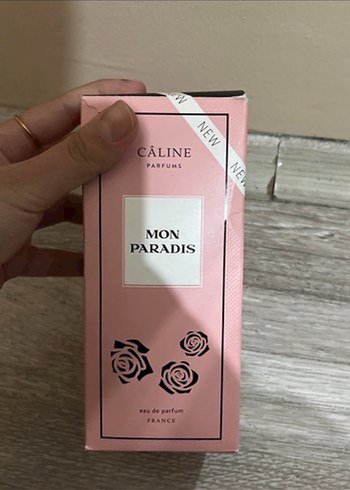 NEW
NEW
NEW
CÂLINE
PARFUMS
MON
PARADIS
eau de parfum
FRANCE